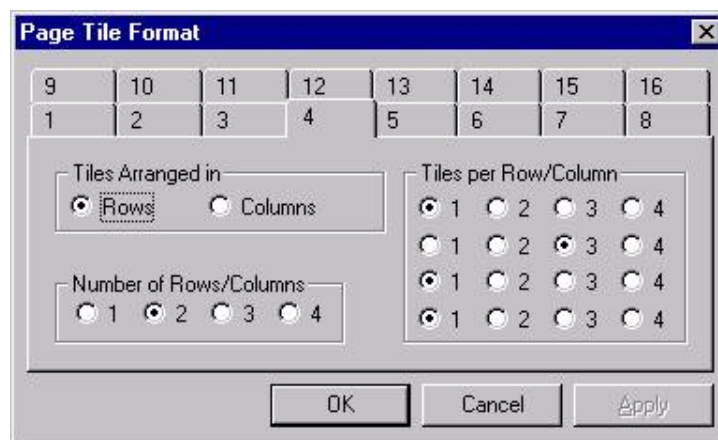 Page Tile Format
9 10 11 12 13 14 15 16
1 2 3 4 5 6 7 8
Tiles Arranged in
Rows Columns
Number of Rows/Columns
1 2 3 4
Tiles per Row/Column
1 2 3 4
1 2 3 4
1 2 3 4
1 2 3 4
OK Cancel Apply